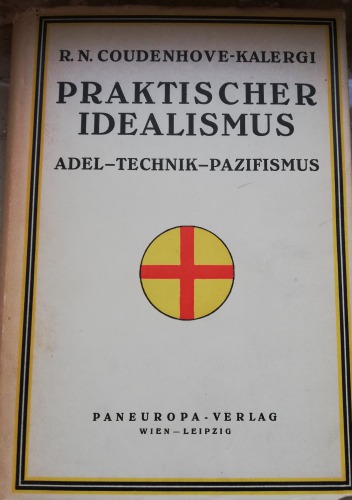 R. N. COUDENHOVE-KALERGI
PRAKTISCHER
IDEALISMUS
ADEL–TECHNIK–PAZIFISMUS
PANEUROPA-VERLAG
WIEN—LEIPZIG